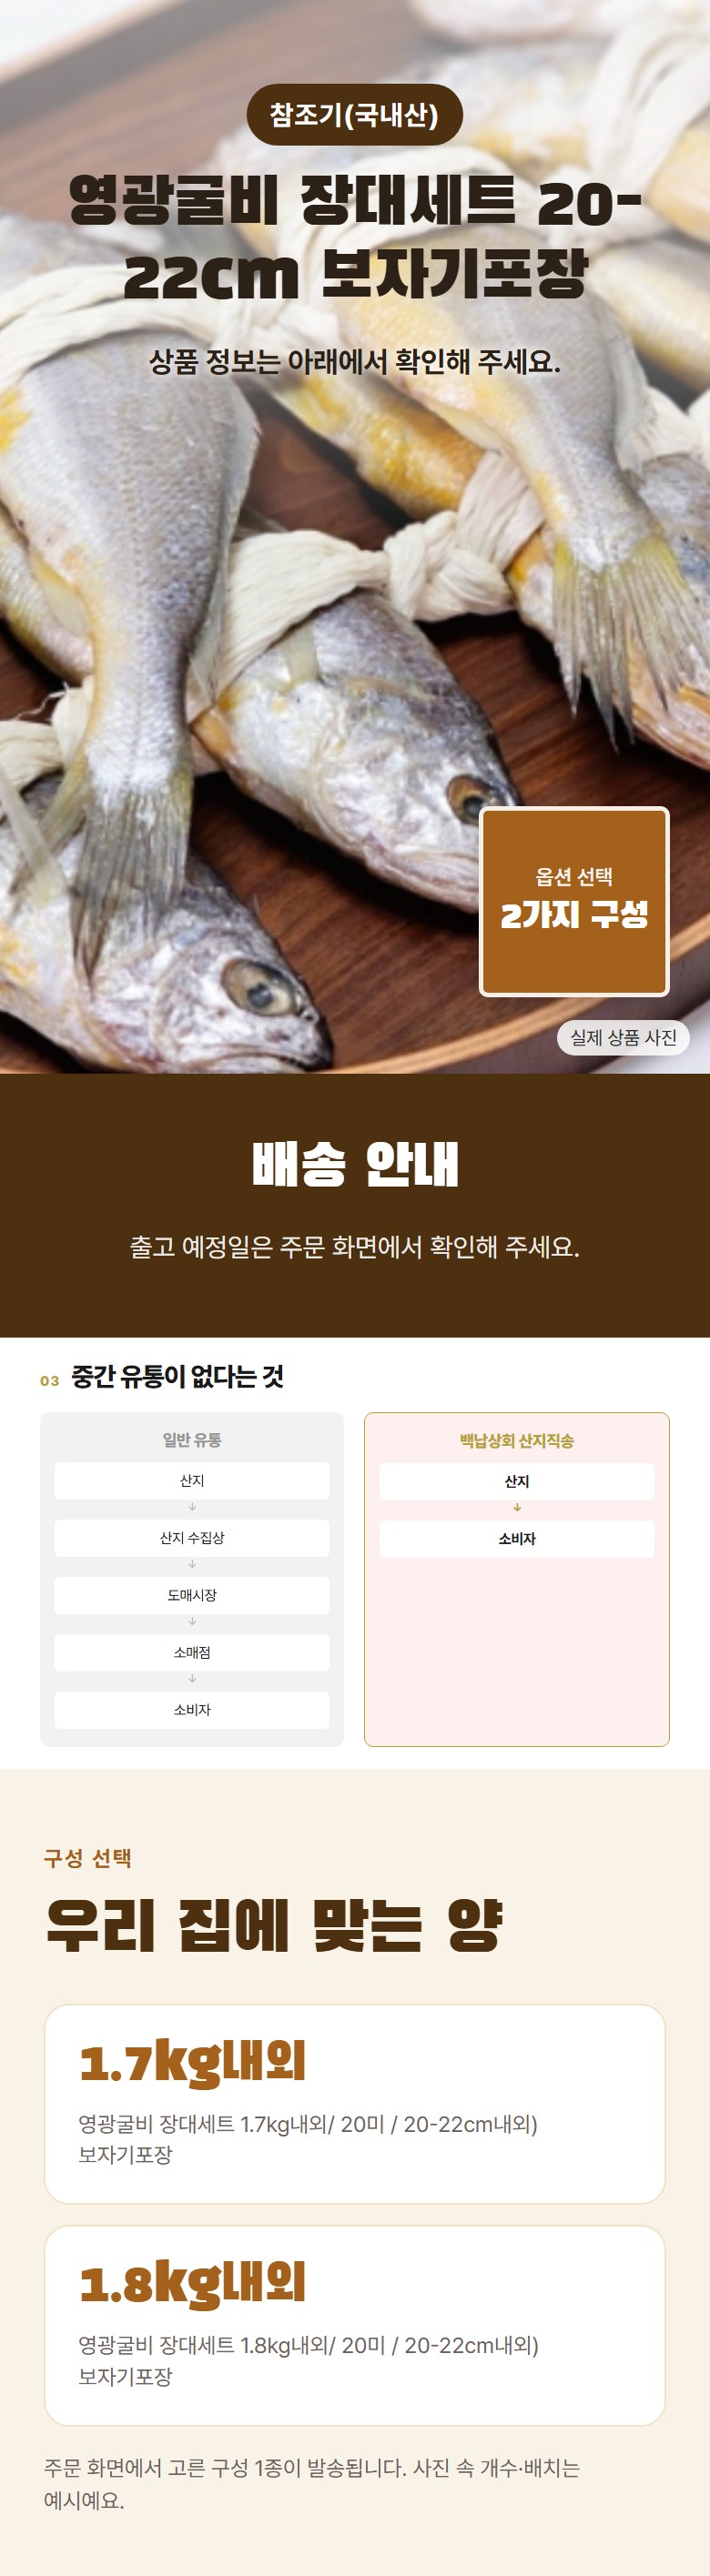 참조기(국내산)
영광굴비 장대세트 20-
22cm 보자기포장
상품 정보는 아래에서 확인해 주세요.
옵션 선택
2가지 구성
실제 상품 사진
배송 안내
출고 예정일은 주문 화면에서 확인해 주세요.
03 중간 유통이 없다는 것
일반 유통
산지
↓
산지 수집상
↓
도매시장
↓
소매점
↓
소비자
백납상회 산지직송
산지
↓
소비자
구성 선택
우리 집에 맞는 양
1.7kg내외
영광굴비 장대세트 1.7kg내외/ 20미 / 20-22cm내외)
보자기포장
1.8kg내외
영광굴비 장대세트 1.8kg내외/ 20미 / 20-22cm내외)
보자기포장
주문 화면에서 고른 구성 1종이 발송됩니다. 사진 속 개수·배치는
예시예요.